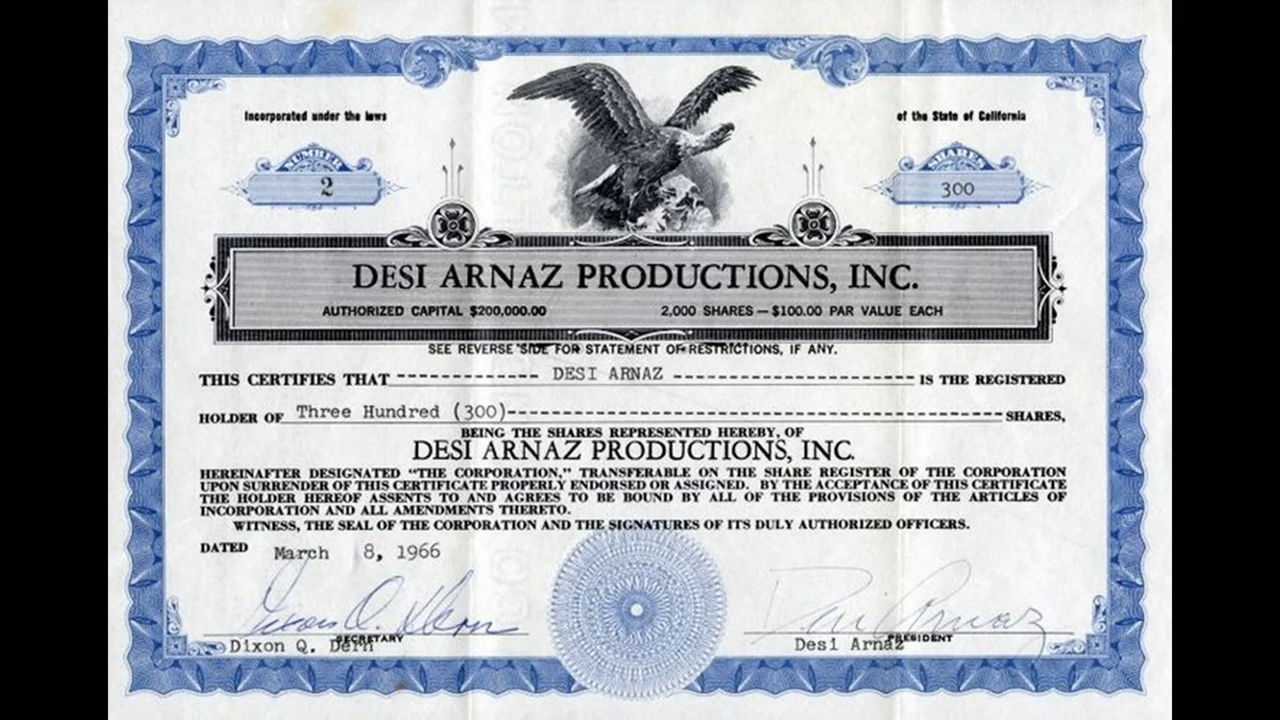 Incorporated under the laws
of the State of California
NUMBER
2
SHARES
300
DESI ARNAZ PRODUCTIONS, INC.
AUTHORIZED CAPITAL $200,000.00 2,000 SHARES — $100.00 PAR VALUE EACH
SEE REVERSE SIDE FOR STATEMENT OF RESTRICTIONS, IF ANY.
THIS CERTIFIES THAT ------------- DESI ARNAZ ---------------------- IS THE REGISTERED
HOLDER OF Three Hundred (300)--------------------------------------------- SHARES,
BEING THE SHARES REPRESENTED HEREBY, OF
DESI ARNAZ PRODUCTIONS, INC.
HEREINAFTER DESIGNATED "THE CORPORATION," TRANSFERABLE ON THE SHARE REGISTER OF THE CORPORATION
UPON SURRENDER OF THIS CERTIFICATE PROPERLY ENDORSED OR ASSIGNED. BY THE ACCEPTANCE OF THIS CERTIFICATE
THE HOLDER HEREOF ASSENTS TO AND AGREES TO BE BOUND BY ALL OF THE PROVISIONS OF THE ARTICLES OF
INCORPORATION AND ALL AMENDMENTS THERETO.
WITNESS, THE SEAL OF THE CORPORATION AND THE SIGNATURES OF ITS DULY AUTHORIZED OFFICERS.
DATED March 8, 1966
Dixon Q. Dern
Desi Arnaz
SECRETARY
PRESIDENT
Dixon Q. Dern
Desi Arnaz